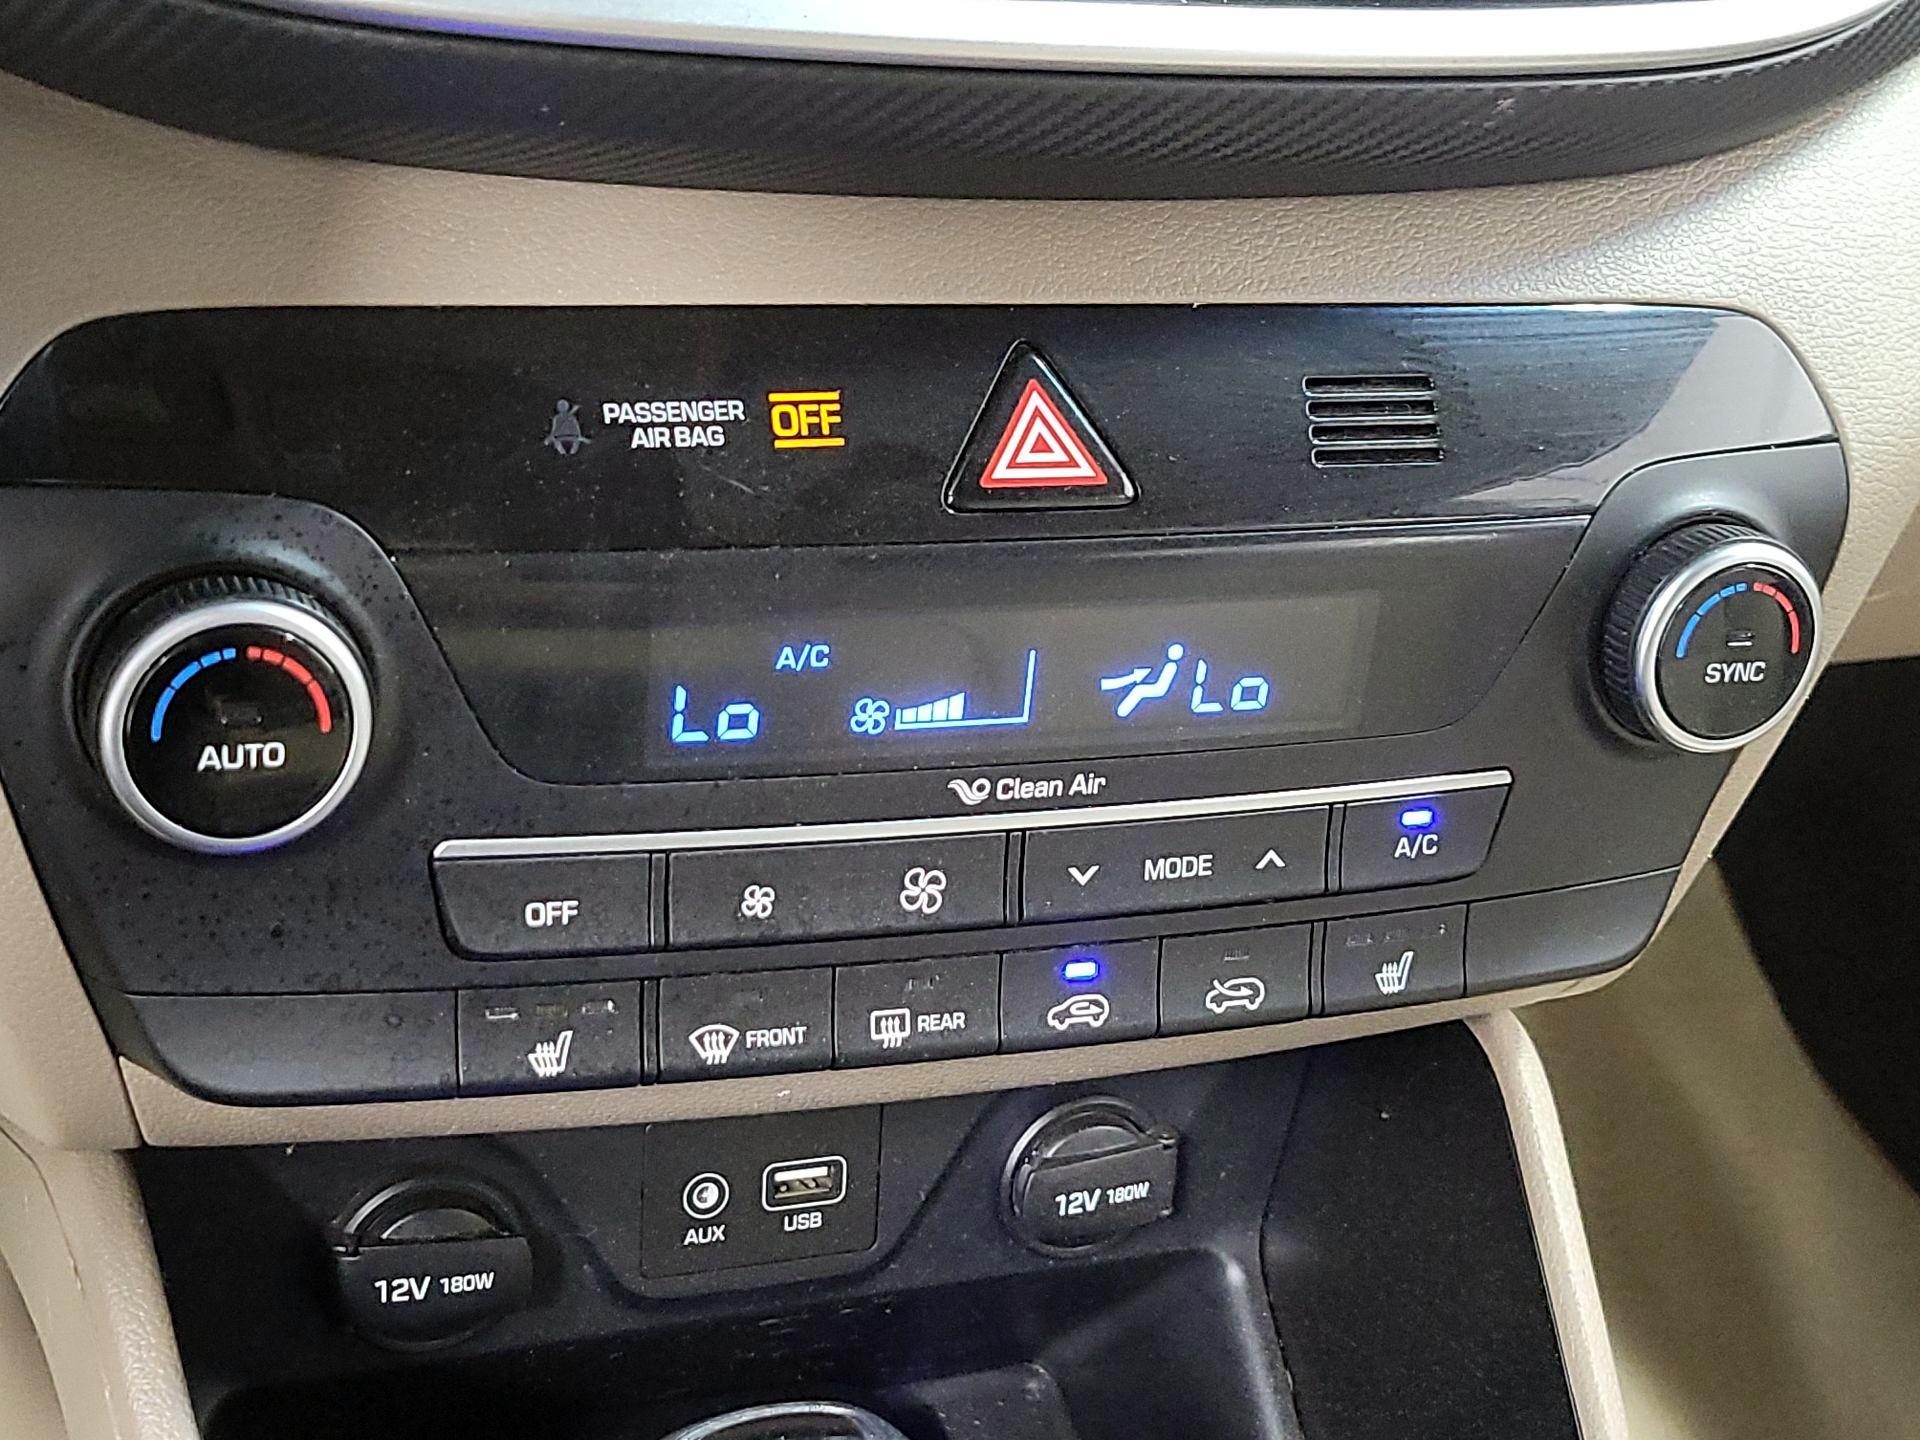 PASSENGER
AIR BAG
OFF
A/C
Lo
Lo
AUTO
SYNC
Clean Air
OFF
MODE
A/C
FRONT
REAR
AUX
USB
12V 180W
12V 180W